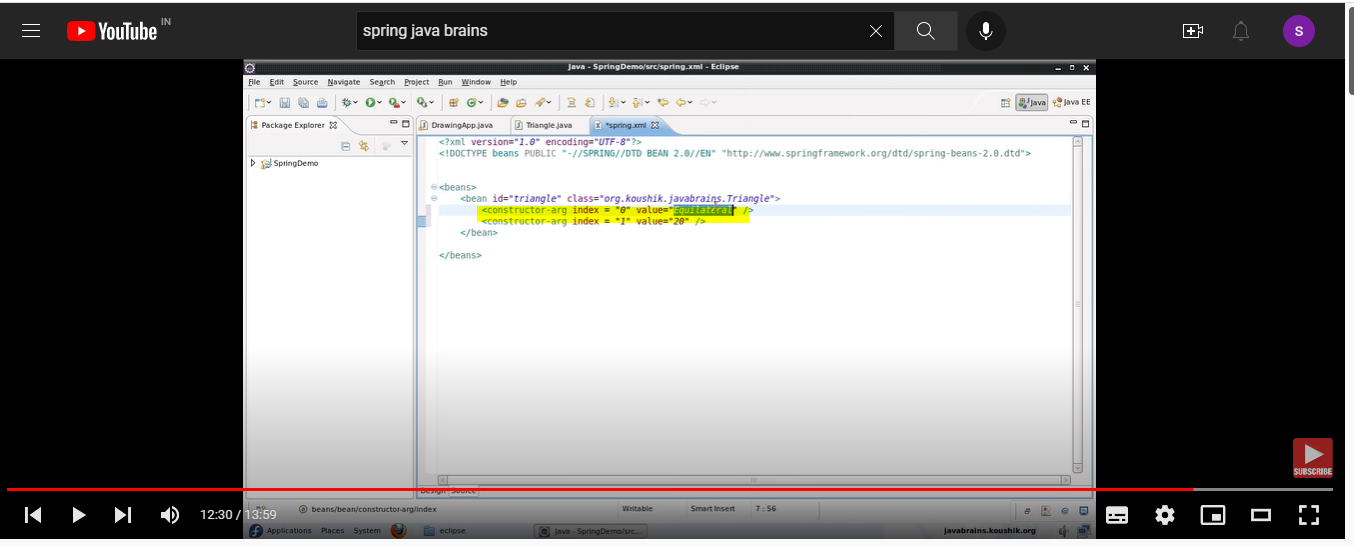 YouTube IN
spring java brains
S
Java - SpringDemo/src/spring.xml - Eclipse
File Edit Source Navigate Search Project Run Window Help
Java Java EE
Package Explorer
DrawingApp.java Triangle.java *spring.xml
SpringDemo
<?xml version="1.0" encoding="UTF-8"?>
<!DOCTYPE beans PUBLIC "-//SPRING//DTD BEAN 2.0//EN" "http://www.springframework.org/dtd/spring-beans-2.0.dtd">
<beans>
<bean id="triangle" class="org.koushik.javabrains.Triangle">
<constructor-arg index = "0" value="Equilateral" />
<constructor-arg index = "1" value="20" />
</bean>
</beans>
SUBSCRIBE
Design Source
beans/bean/constructor-arg/index Writable Smart Insert 7 : 56
12:30 / 13:59
Applications Places System eclipse Java - SpringDemo/src... javabrains.koushik.org